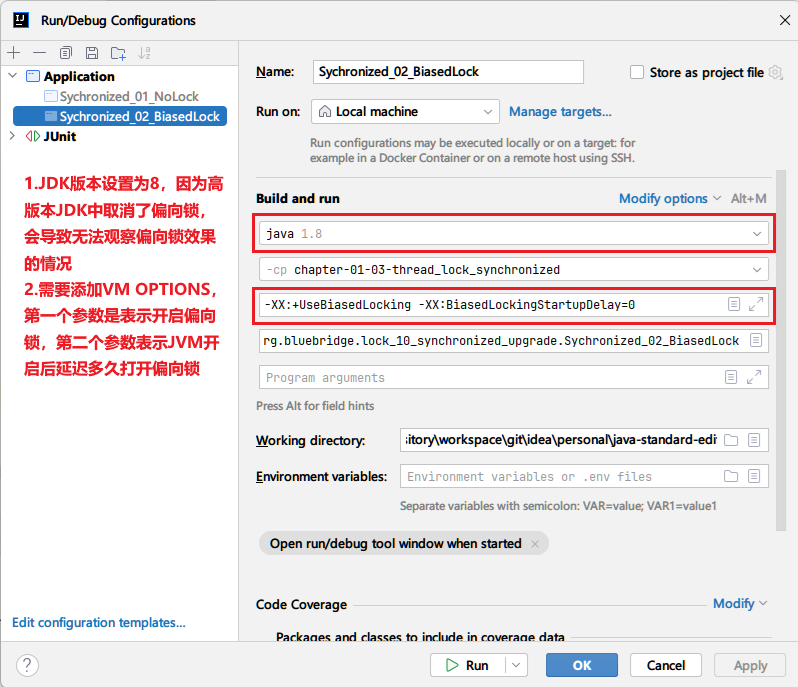 Run/Debug Configurations
Application
Sychronized_01_NoLock
Sychronized_02_BiasedLock
JUnit
1.JDK版本设置为8，因为高
版本JDK中取消了偏向锁，
会导致无法观察偏向锁效果
的情况
2.需要添加VM OPTIONS，
第一个参数是表示开启偏向
锁，第二个参数表示JVM开
启后延迟多久打开偏向锁
Edit configuration templates...
Name:
Sychronized_02_BiasedLock
Store as project file
Run on:
Local machine
Manage targets...
Run configurations may be executed locally or on a target: for
example in a Docker Container or on a remote host using SSH.
Build and run
Modify options
Alt+M
java 1.8
-cp chapter-01-03-thread_lock_synchronized
-XX:+UseBiasedLocking -XX:BiasedLockingStartupDelay=0
rg.bluebridge.lock_10_synchronized_upgrade.Sychronized_02_BiasedLock
Program arguments
Press Alt for field hints
Working directory:
sitory\workspace\git\idea\personal\java-standard-edit
Environment variables:
Environment variables or .env files
Separate variables with semicolon: VAR=value; VAR1=value1
Open run/debug tool window when started
Code Coverage
Modify
Packages and classes to include in coverage data
?
Run
OK
Cancel
Apply